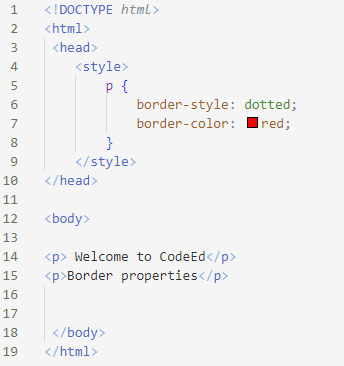 1 <!DOCTYPE html>
2 <html>
3 <head>
4 <style>
5 p {
6 border-style: dotted;
7 border-color: red;
8 }
9 </style>
10 </head>
11
12 <body>
13
14 <p> Welcome to CodeEd</p>
15 <p>Border properties</p>
16
17
18 </body>
19 </html>